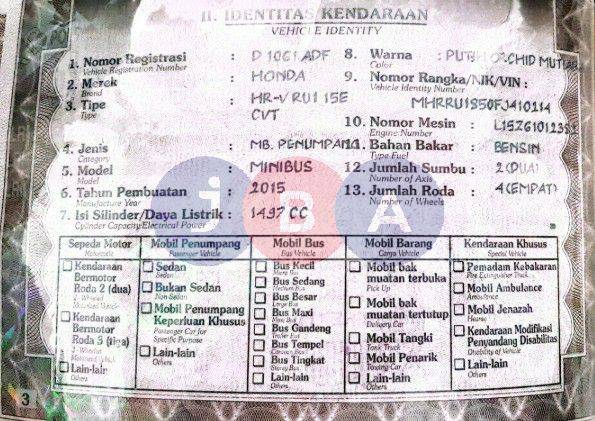 II. IDENTITAS KENDARAAN
VEHICLE IDENTITY
1. Nomor Registrasi :
Vehicle Registration Number
2. Merek : HONDA
Brand
3. Tipe : HR-V RU1 15E
Type
CVT
4. Jenis : MB. PENUMPANG
Category
5. Model : MINIBUS
Model
6. Tahun Pembuatan : 2015
Manufacture Year
7. Isi Silinder/Daya Listrik : 1497 CC
Cylinder Capacity/Electrical Power
8. Warna : ORCHID
Color
9. Nomor Rangka/NIK/VIN :
Vehicle Identity Number
10. Nomor Mesin :
Engine Number
11. Bahan Bakar : BENSIN
Type Fuel
12. Jumlah Sumbu : 2 (DUA)
Number of Axis
13. Jumlah Roda : 4 (EMPAT)
Number of Wheels
JBA
Sepeda Motor
Motorcycle
Kendaraan
Bermotor
Roda 2 (dua)
Kendaraan
Bermotor
Roda 3 (tiga)
Lain-lain
Others
Mobil Penumpang
Passenger Vehicle
Sedan
Sedan
Bukan Sedan
Non Sedan
Mobil Penumpang
Keperluan Khusus
Passenger Car for
Specific Purpose
Lain-lain
Others
Mobil Bus
Bus Vehicle
Bus Kecil
Bus Sedang
Bus Besar
Bus Maxi
Bus Gandeng
Bus Tempel
Bus Tingkat
Lain-lain
Others
Mobil Barang
Cargo Vehicle
Mobil bak
muatan terbuka
Pick Up
Mobil bak
muatan tertutup
Delivery Car
Mobil Tangki
Tank Truck
Mobil Penarik
Towing Car
Lain-lain
Others
Kendaraan Khusus
Special Vehicle
Pemadam Kebakaran
Fire Extinguisher Truck
Mobil Ambulance
Ambulance
Mobil Jenazah
Hearse
Kendaraan Modifikasi
Penyandang Disabilitas
Disability of Vehicle
Lain-lain
Others
3